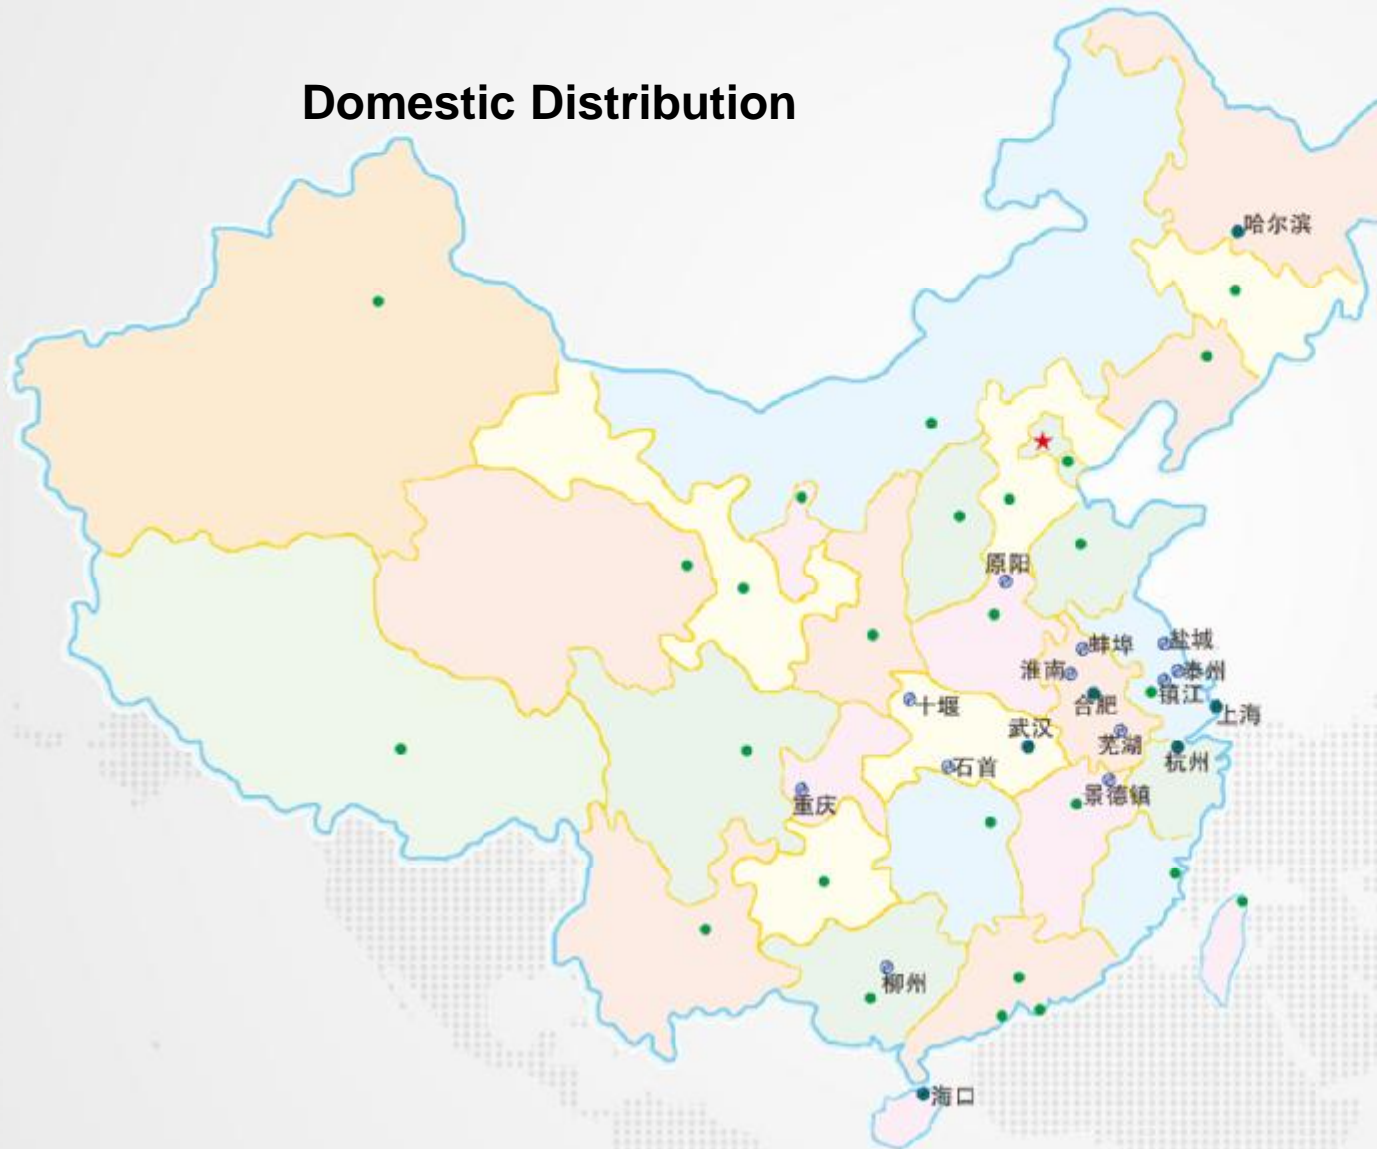 Domestic Distribution
哈尔滨
原阳
蚌埠
盐城
淮南
泰州
镇江
十堰
合肥
上海
武汉
芜湖
杭州
石首
重庆
景德镇
柳州
海口